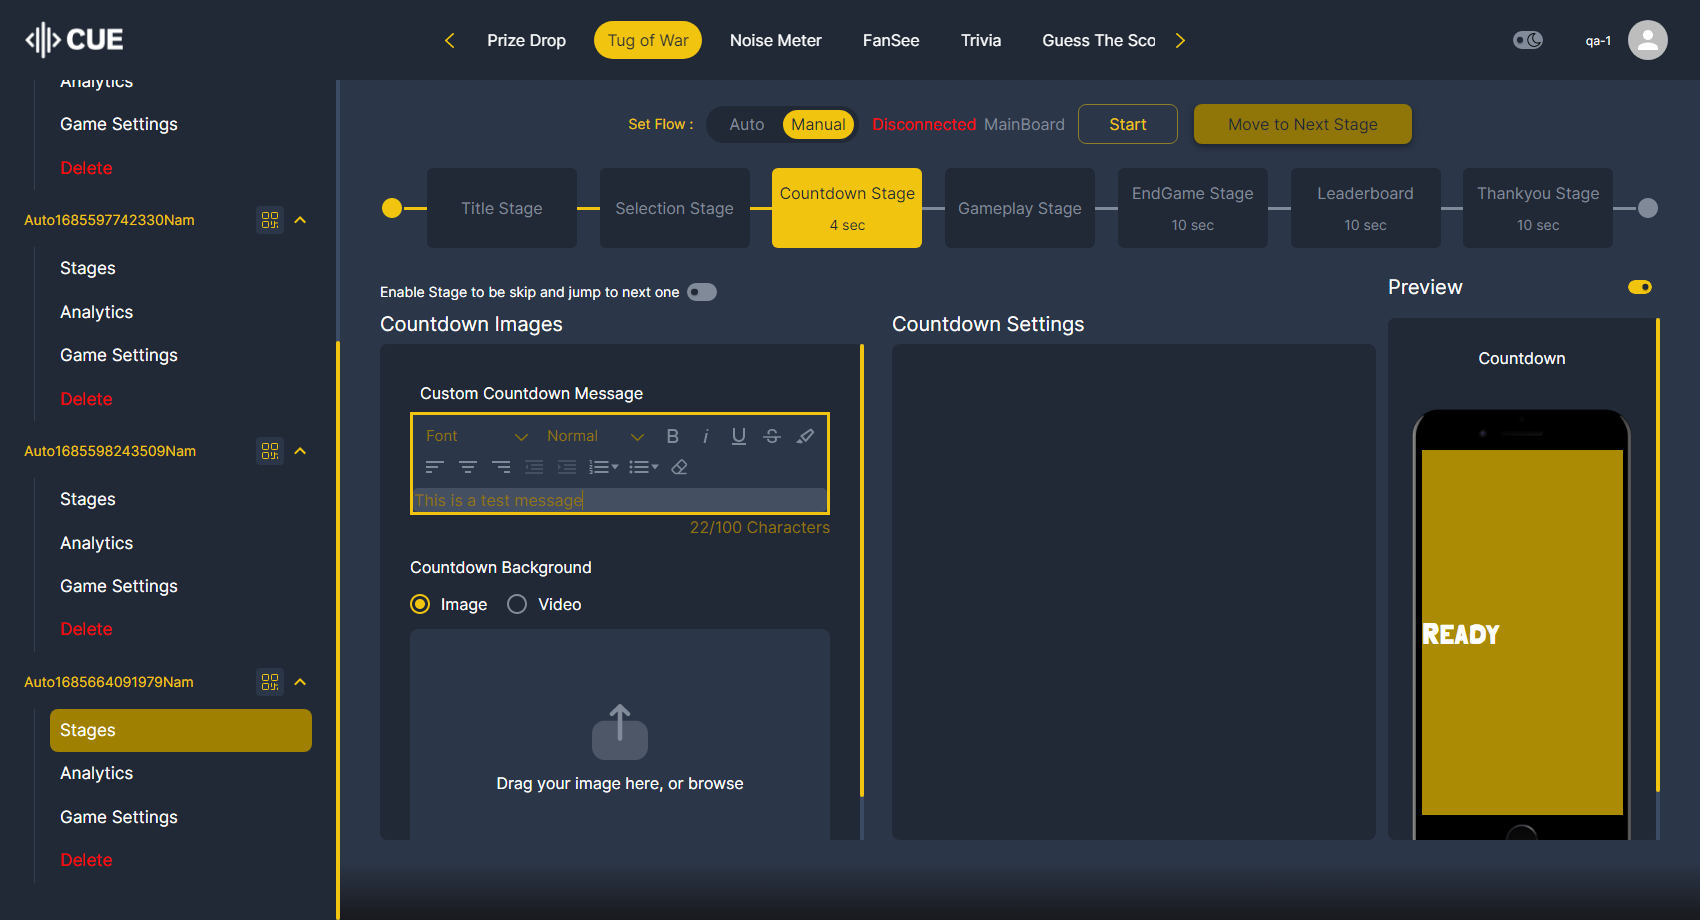 CUE
Prize Drop
Tug of War
Noise Meter
FanSee
Trivia
Guess The Sco
qa-1
Analytics
Game Settings
Delete
Auto1685597742330Nam
Stages
Analytics
Game Settings
Delete
Auto1685598243509Nam
Stages
Analytics
Game Settings
Delete
Auto1685664091979Nam
Stages
Analytics
Game Settings
Delete
Set Flow :
Auto
Manual
Disconnected MainBoard
Start
Move to Next Stage
Title Stage
Selection Stage
Countdown Stage
4 sec
Gameplay Stage
EndGame Stage
10 sec
Leaderboard
10 sec
Thankyou Stage
10 sec
Enable Stage to be skip and jump to next one
Countdown Images
Custom Countdown Message
Font
Normal
This is a test message
22/100 Characters
Countdown Background
Image
Video
Drag your image here, or browse
Countdown Settings
Preview
Countdown
READY